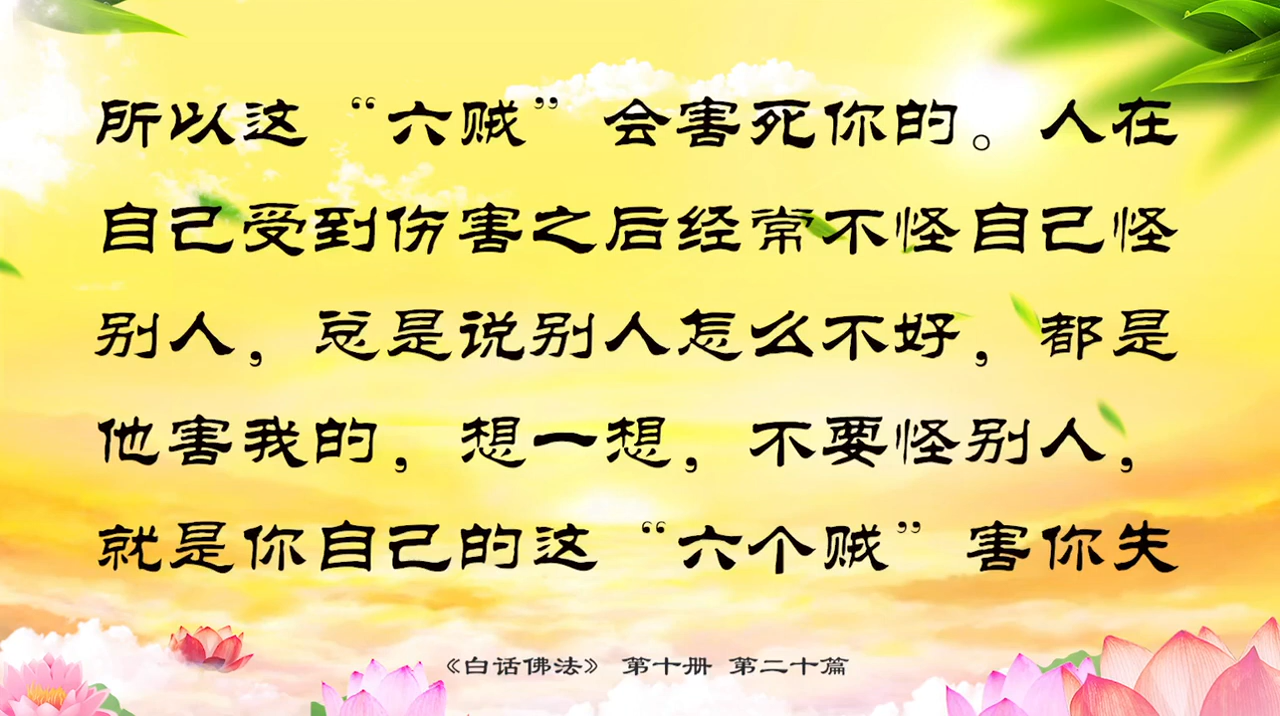 所以这“六贼”会害死你的。人在
自己受到伤害之后经常不怪自己怪
别人，总是说别人怎么不好，都是
他害我的，想一想，不要怪别人，
就是你自己的这“六个贼”害你失
《白话佛法》 第十册 第二十篇